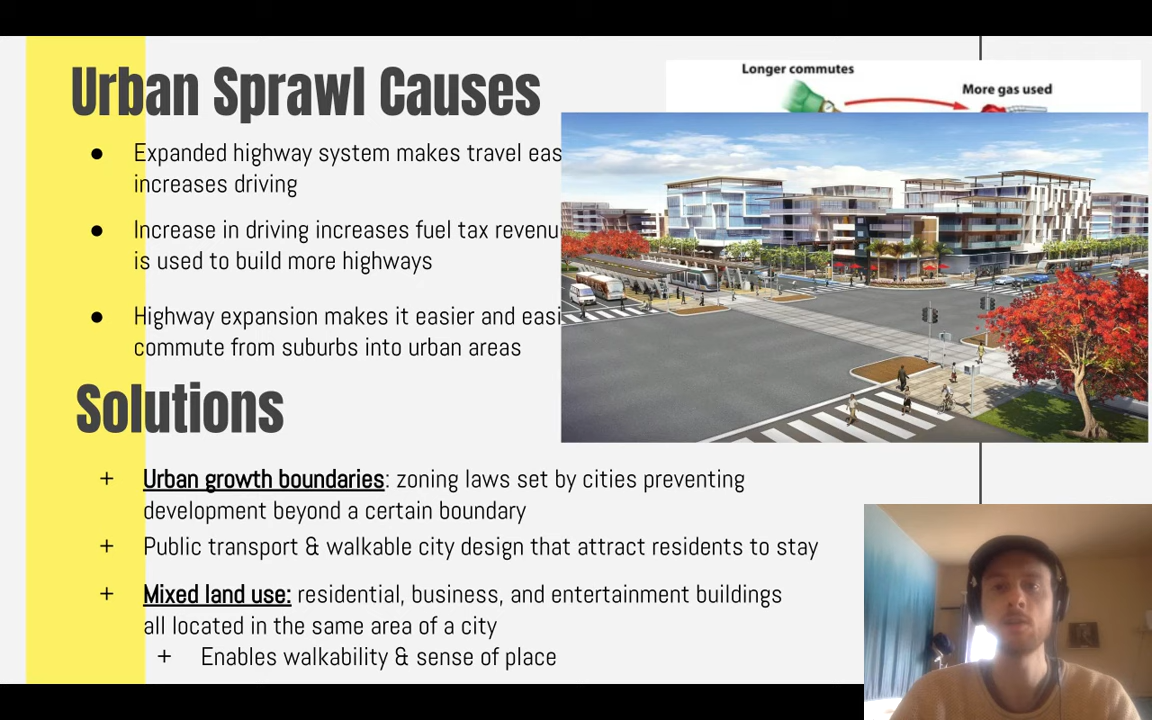 Urban Sprawl Causes
Longer commutes
More gas used
● Expanded highway system makes travel eas
increases driving
● Increase in driving increases fuel tax revenu
is used to build more highways
● Highway expansion makes it easier and easi
commute from suburbs into urban areas
Solutions
+ Urban growth boundaries: zoning laws set by cities preventing
development beyond a certain boundary
+ Public transport & walkable city design that attract residents to stay
+ Mixed land use: residential, business, and entertainment buildings
all located in the same area of a city
+ Enables walkability & sense of place